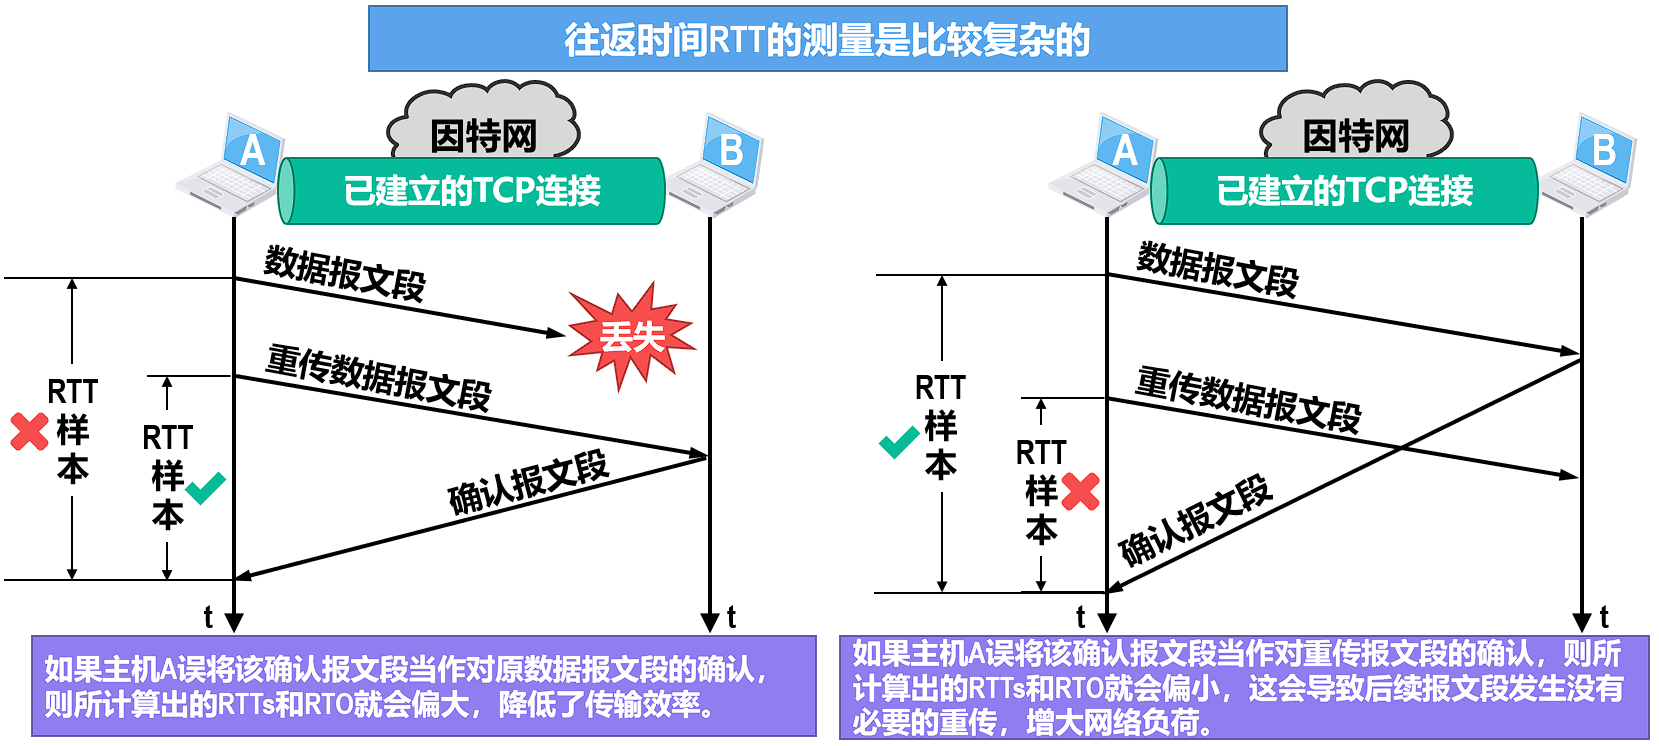 往返时间RTT的测量是比较复杂的
因特网
A
B
已建立的TCP连接
数据报文段
丢失
重传数据报文段
RTT
样
本
RTT
样
本
确认报文段
t
t
如果主机A误将该确认报文段当作对原数据报文段的确认，
则所计算出的RTTs和RTO就会偏大，降低了传输效率。
因特网
A
B
已建立的TCP连接
数据报文段
重传数据报文段
RTT
样
本
RTT
样
本
确认报文段
t
t
如果主机A误将该确认报文段当作对重传报文段的确认，则所
计算出的RTTs和RTO就会偏小，这会导致后续报文段发生没有
必要的重传，增大网络负荷。